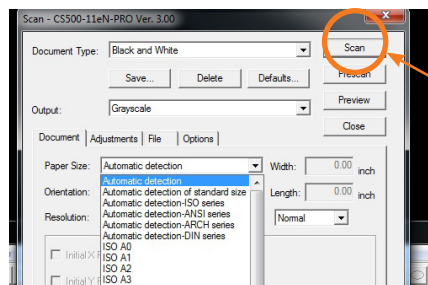 Scan - CS500-11eN-PRO Ver. 3.00
Document Type: Black and White Scan
Save... Delete Defaults... Prescan
Output: Grayscale Preview
Close
Document Adjustments File Options
Paper Size: Automatic detection Width: 0.00 inch
Automatic detection
Orientation: Automatic detection of standard size Length: 0.00 inch
Automatic detection-ISO series
Resolution: Automatic detection-ANSI series Normal
Automatic detection-ARCH series
Automatic detection-DIN series
Initial X ISO A0
ISO A1
ISO A2
Initial Y ISO A3